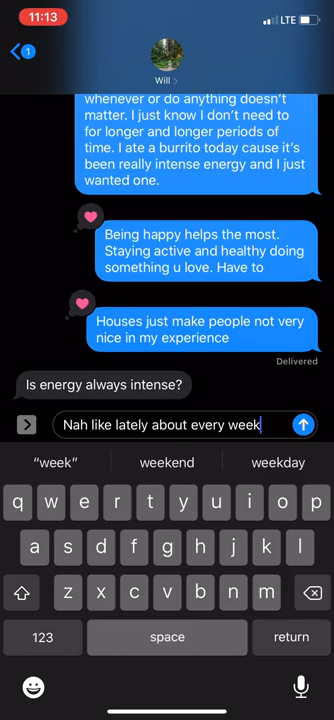 11:13
LTE
1
Will
whenever or do anything doesn't
matter. I just know I don't need to
for longer and longer periods of
time. I ate a burrito today cause it's
been really intense energy and I just
wanted one.
Being happy helps the most.
Staying active and healthy doing
something u love. Have to
Houses just make people not very
nice in my experience
Delivered
Is energy always intense?
Nah like lately about every week
“week” weekend weekday
q w e r t y u i o p
a s d f g h j k l
z x c v b n m
123 space return